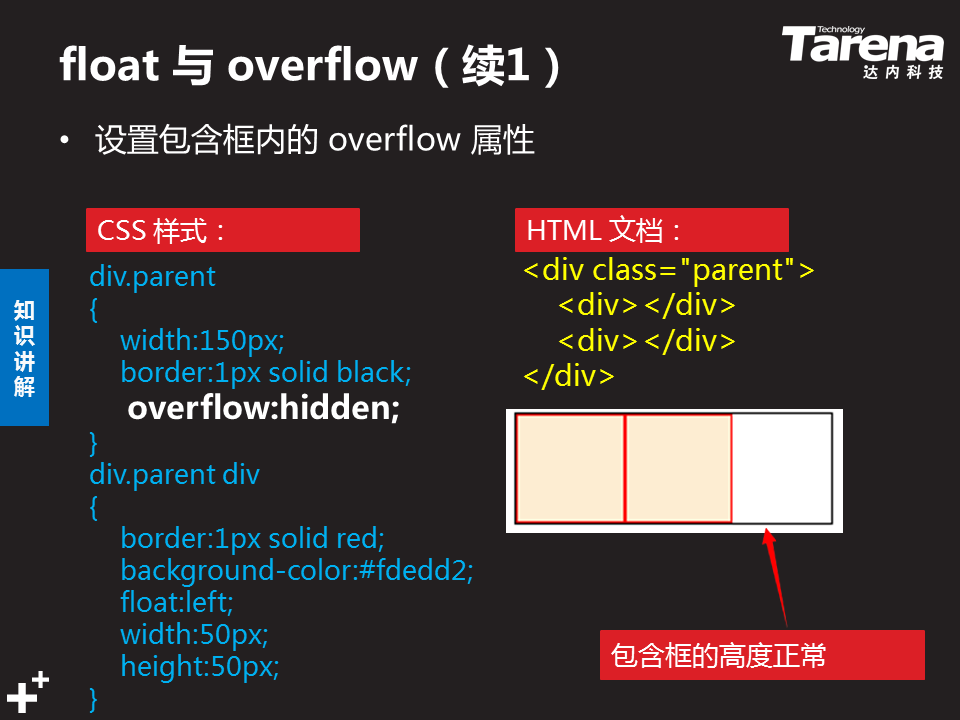 float 与 overflow（续1）
Technology
Tarena
达内科技
• 设置包含框内的 overflow 属性
CSS 样式：
div.parent
{
width:150px;
border:1px solid black;
overflow:hidden;
}
div.parent div
{
border:1px solid red;
background-color:#fdedd2;
float:left;
width:50px;
height:50px;
}
HTML 文档：
<div class="parent">
<div></div>
<div></div>
</div>
包含框的高度正常
知识讲解